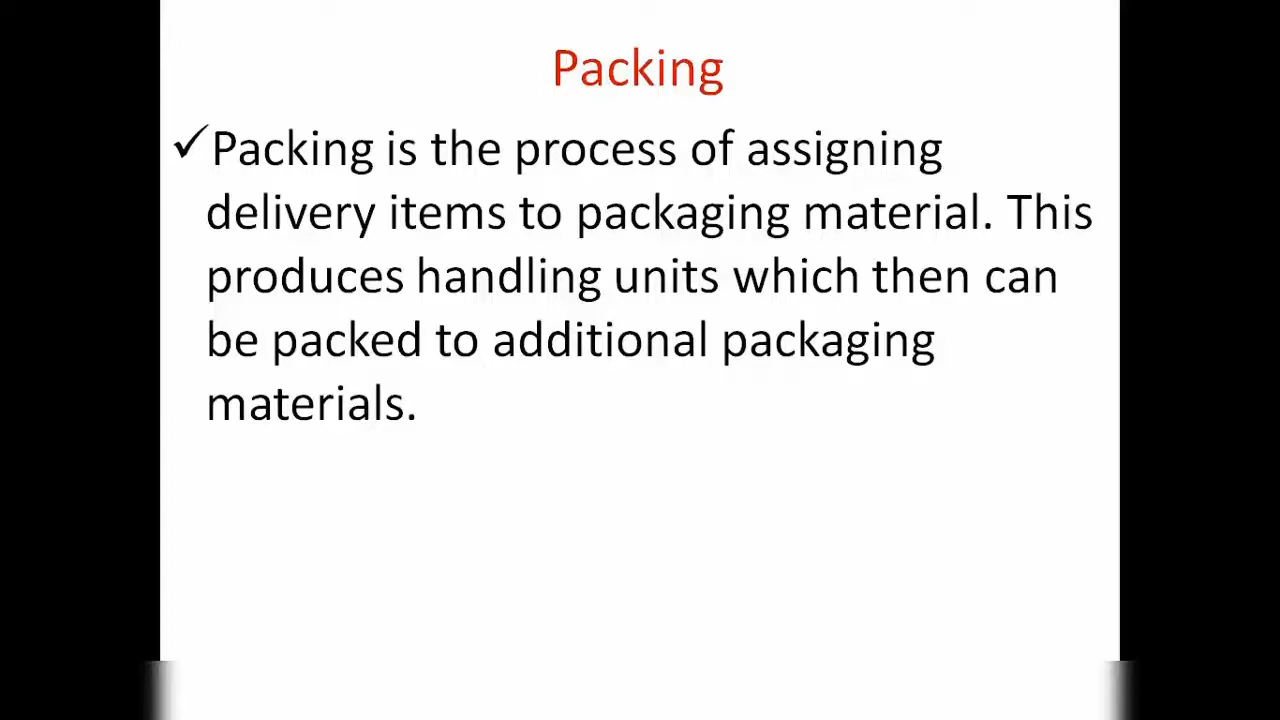 Packing
✓Packing is the process of assigning
delivery items to packaging material. This
produces handling units which then can
be packed to additional packaging
materials.